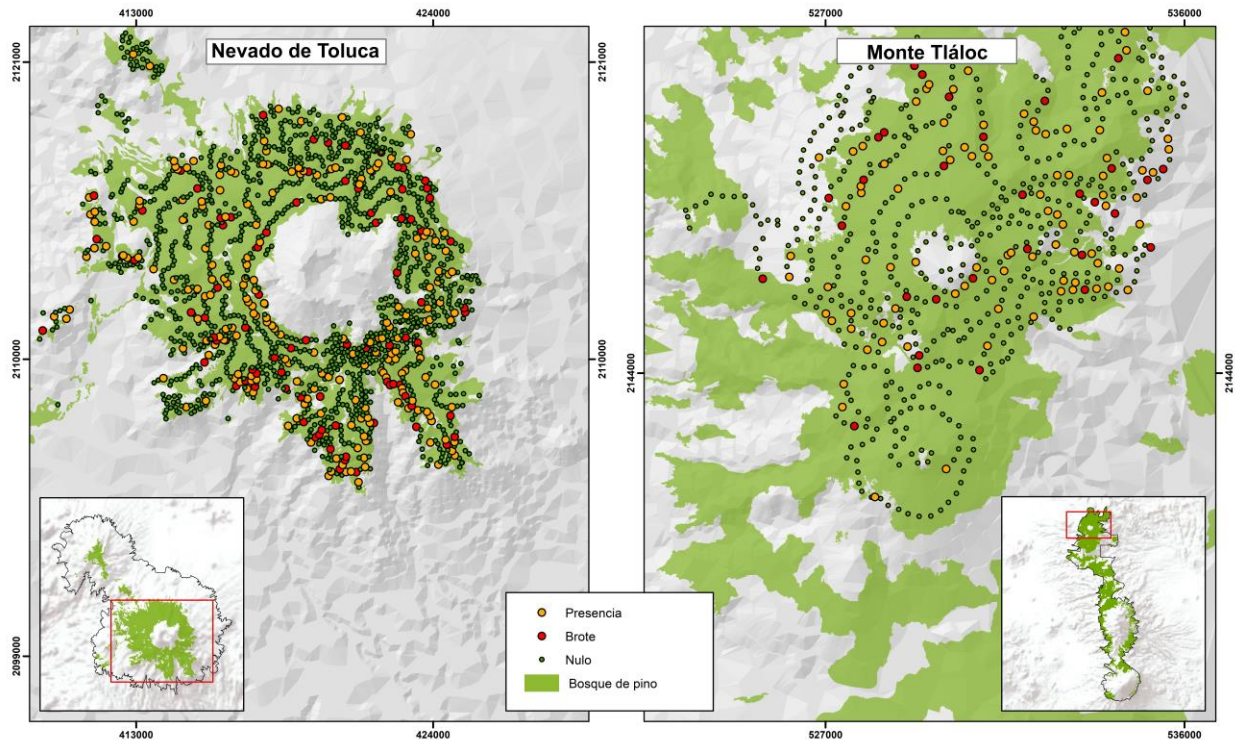 413000 424000 527000 536000
Nevado de Toluca
Monte Tláloc
2121000
2121000
2110000
2110000
2144000
2144000
2099000
Presencia
Brote
Nulo
Bosque de pino
413000 424000 527000 536000